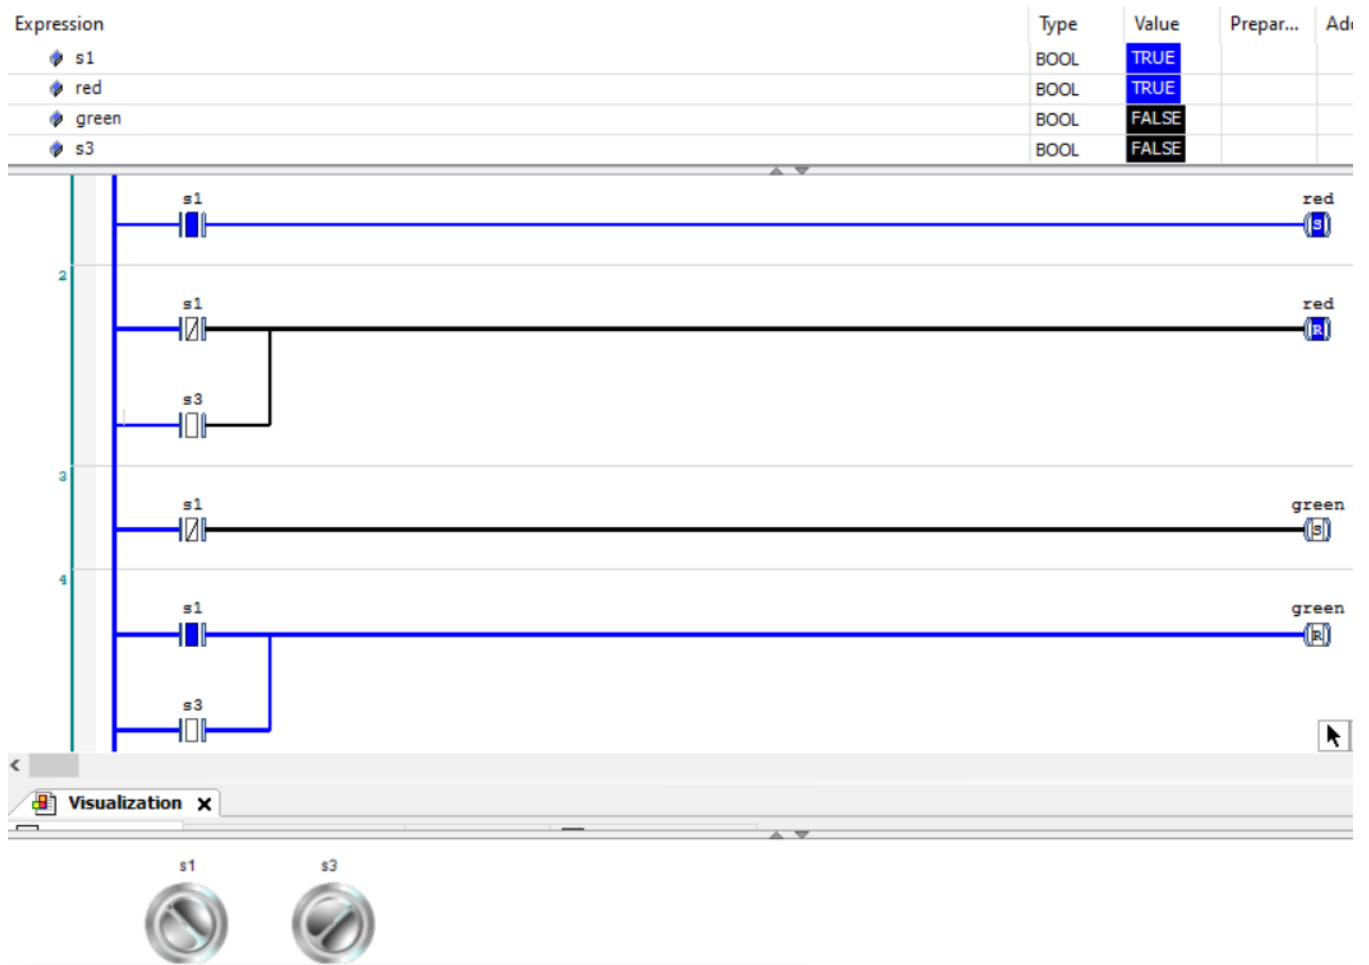 Expression Type Value Prepar... Ad
s1 BOOL TRUE
red BOOL TRUE
green BOOL FALSE
s3 BOOL FALSE
s1 red
S
2
s1 red
R
s3
3
s1 green
S
4
s1 green
R
s3
Visualization
s1 s3